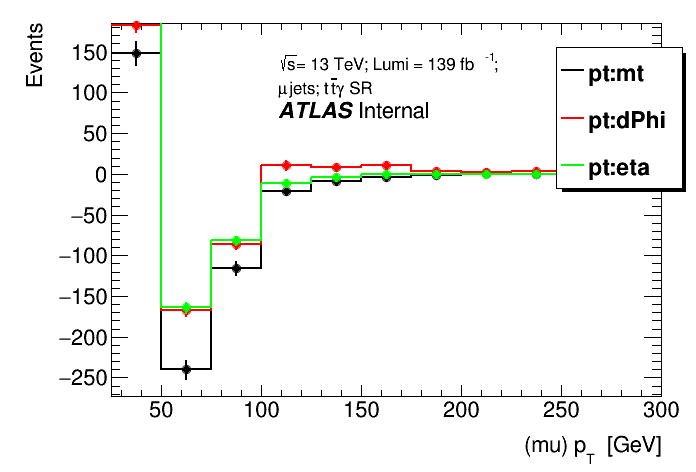 Events
150
100
50
0
−50
−100
−150
−200
−250
√s= 13 TeV; Lumi = 139 fb⁻¹;
μjets; tt̄γ SR
ATLAS Internal
pt:mt
pt:dPhi
pt:eta
50 100 150 200 250 300
(mu) p_T [GeV]